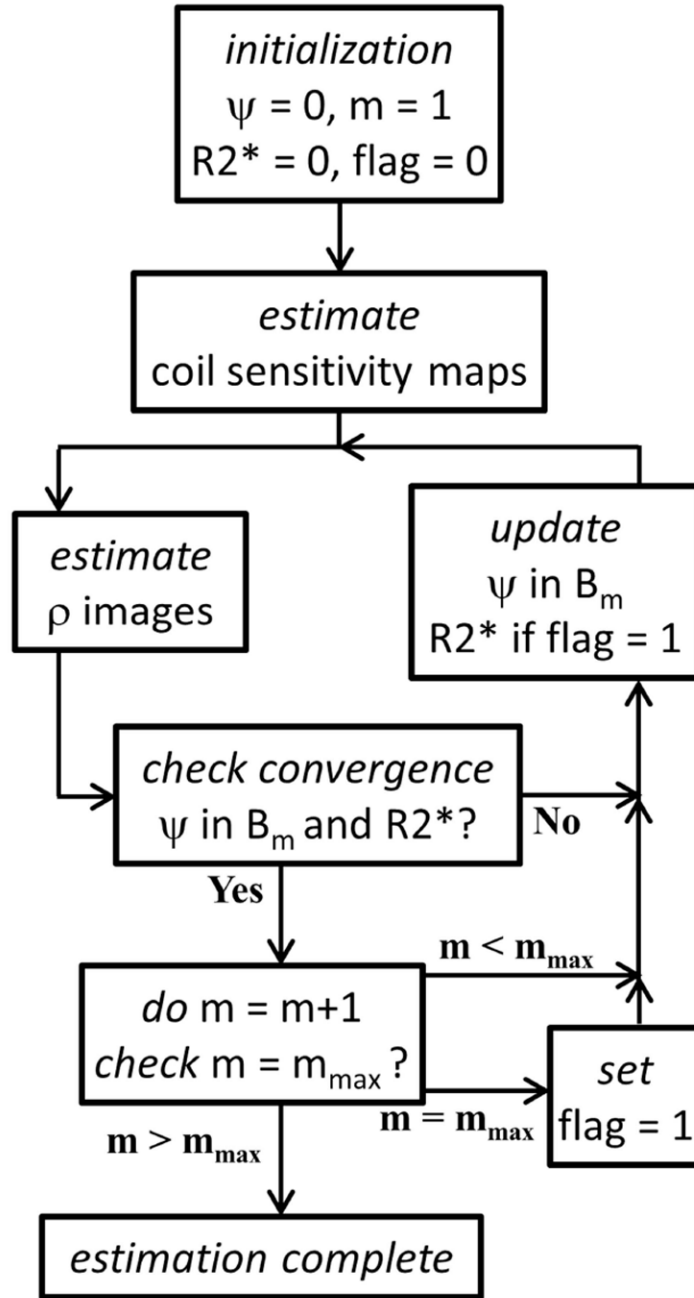 initialization
ψ = 0, m = 1
R2* = 0, flag = 0
estimate
coil sensitivity maps
estimate
ρ images
update
ψ in Bₘ
R2* if flag = 1
check convergence
ψ in Bₘ and R2*?
No
Yes
m < mₘₐₓ
do m = m+1
check m = mₘₐₓ ?
set
flag = 1
m = mₘₐₓ
m > mₘₐₓ
estimation complete